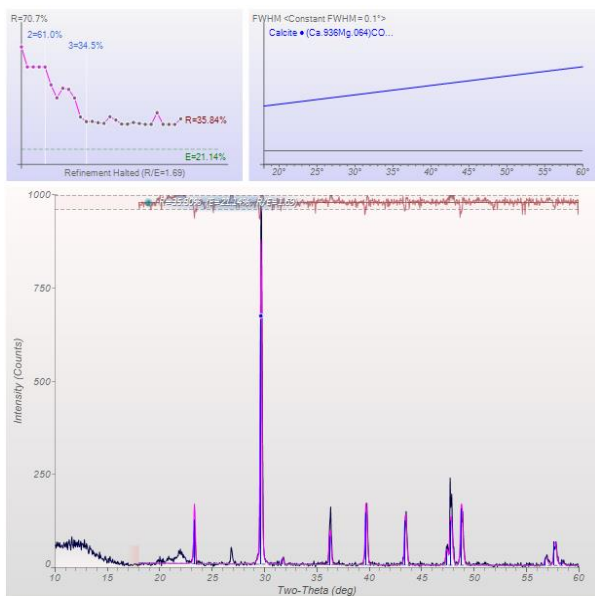 R=70.7%
2=61.0%
3=34.5%
R=35.84%
E=21.14%
Refinement Halted (R/E=1.69)
FWHM <Constant FWHM = 0.1°>
Calcite ♦ (Ca.936Mg.064)CO...
20° 25° 30° 35° 40° 45° 50° 55° 60°
1000
750
500
250
0
Intensity (Counts)
10 15 20 25 30 35 40 45 50 55 60
Two-Theta (deg)